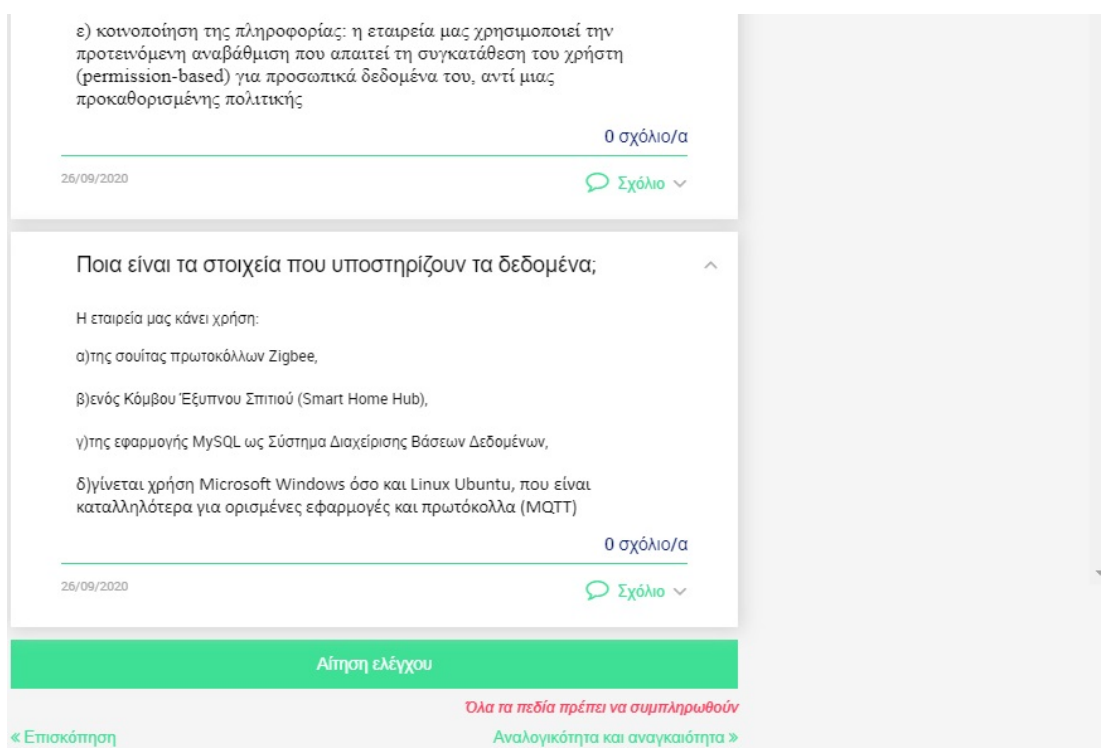 ε) κοινοποίηση της πληροφορίας: η εταιρεία μας χρησιμοποιεί την
προτεινόμενη αναβάθμιση που απαιτεί τη συγκατάθεση του χρήστη
(permission-based) για προσωπικά δεδομένα του, αντί μιας
προκαθορισμένης πολιτικής
0 σχόλιο/α
26/09/2020
Σχόλιο
Ποια είναι τα στοιχεία που υποστηρίζουν τα δεδομένα;
Η εταιρεία μας κάνει χρήση:
α)της σουίτας πρωτοκόλλων Zigbee,
β)ενός Κόμβου Έξυπνου Σπιτιού (Smart Home Hub),
γ)της εφαρμογής MySQL ως Σύστημα Διαχείρισης Βάσεων Δεδομένων,
δ)γίνεται χρήση Microsoft Windows όσο και Linux Ubuntu, που είναι
καταλληλότερα για ορισμένες εφαρμογές και πρωτόκολλα (MQTT)
0 σχόλιο/α
26/09/2020
Σχόλιο
Αίτηση ελέγχου
Όλα τα πεδία πρέπει να συμπληρωθούν
« Επισκόπηση
Αναλογικότητα και αναγκαιότητα »